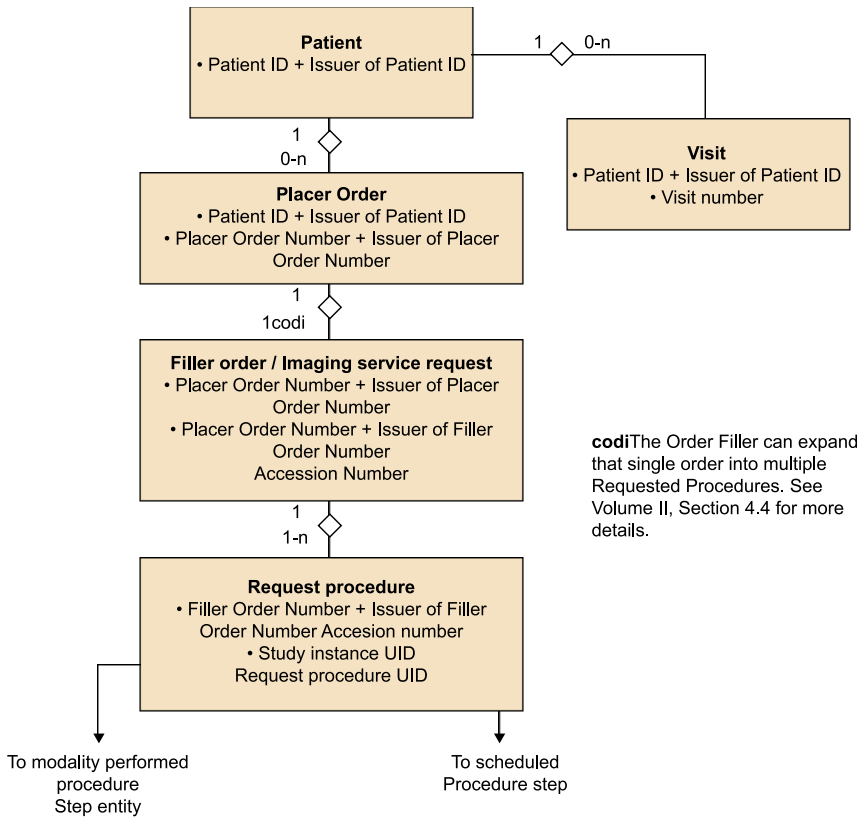 Patient
• Patient ID + Issuer of Patient ID
1
0-n
Visit
• Patient ID + Issuer of Patient ID
• Visit number
1
0-n
Placer Order
• Patient ID + Issuer of Patient ID
• Placer Order Number + Issuer of Placer
Order Number
1
1codi
Filler order / Imaging service request
• Placer Order Number + Issuer of Placer
Order Number
• Placer Order Number + Issuer of Filler
Order Number
Accession Number
codiThe Order Filler can expand
that single order into multiple
Requested Procedures. See
Volume II, Section 4.4 for more
details.
1
1-n
Request procedure
• Filler Order Number + Issuer of Filler
Order Number Accesion number
• Study instance UID
Request procedure UID
To modality performed
procedure
Step entity
To scheduled
Procedure step